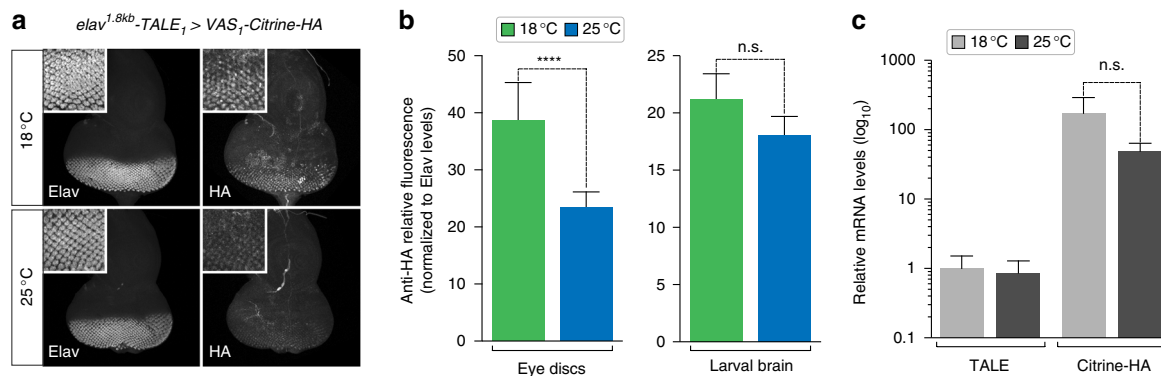 a
elav1.8kb-TALE1 > VAS1-Citrine-HA
18 °C
Elav
HA
25 °C
Elav
HA
b
18 °C
25 °C
Anti-HA relative fluorescence
(normalized to Elav levels)
50
40
30
20
10
0
****
Eye discs
25
20
15
10
5
0
n.s.
Larval brain
c
18 °C
25 °C
Relative mRNA levels (log10)
1000
100
10
1
0.1
n.s.
TALE
Citrine-HA